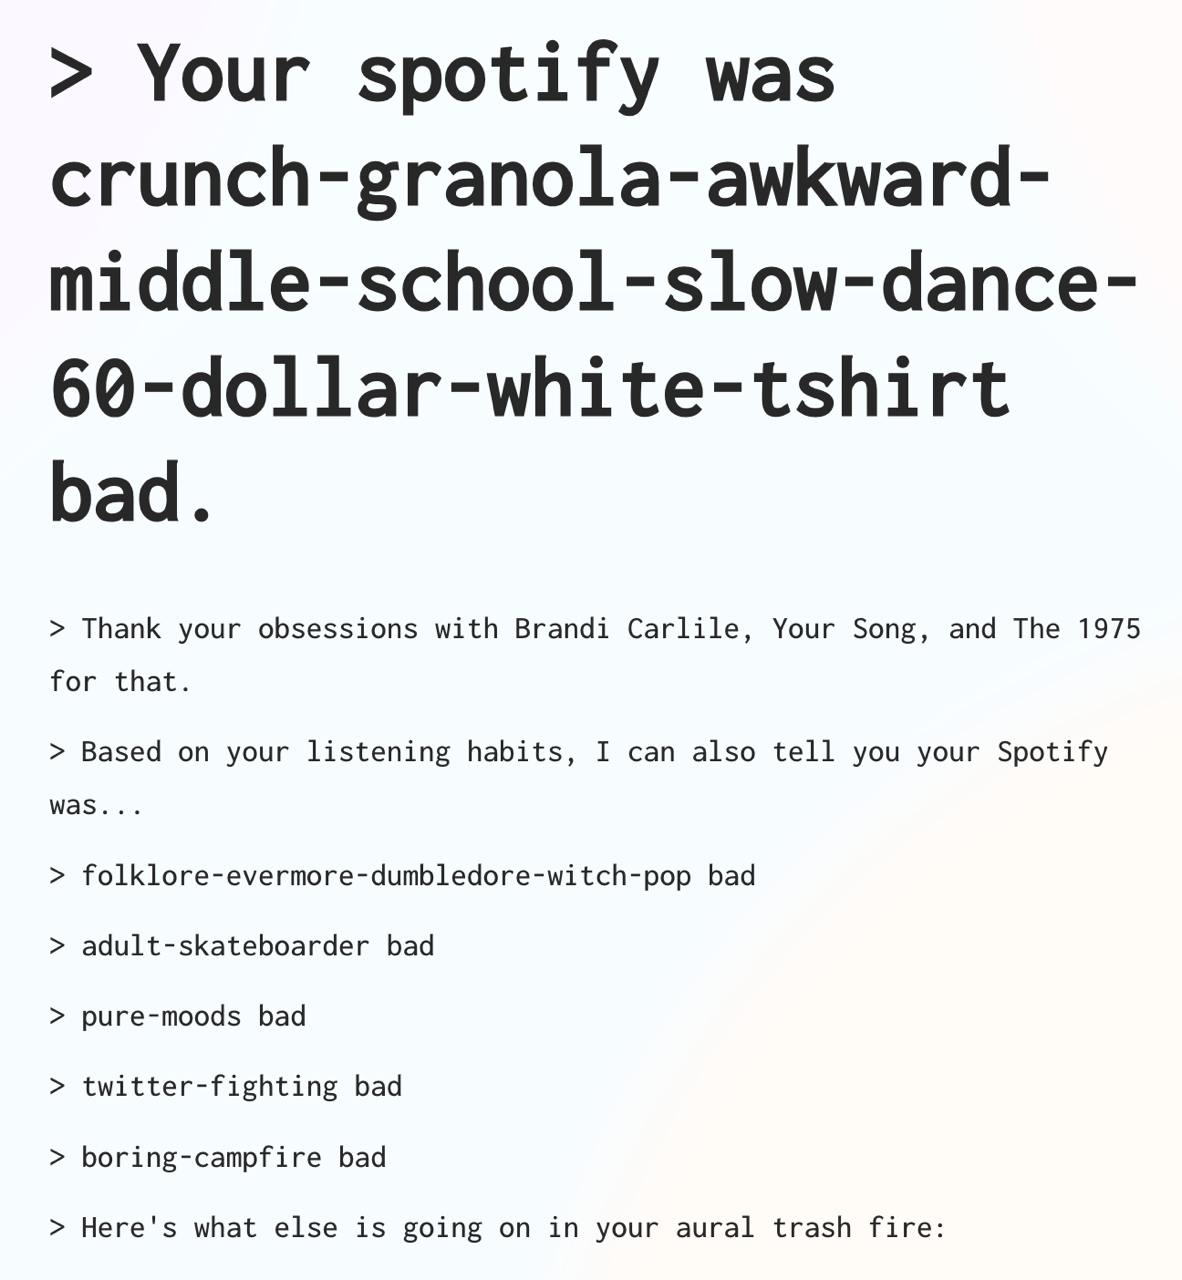 > Your spotify was
crunch-granola-awkward-
middle-school-slow-dance-
60-dollar-white-tshirt
bad.
> Thank your obsessions with Brandi Carlile, Your Song, and The 1975
for that.
> Based on your listening habits, I can also tell you your Spotify
was...
> folklore-evermore-dumbledore-witch-pop bad
> adult-skateboarder bad
> pure-moods bad
> twitter-fighting bad
> boring-campfire bad
> Here's what else is going on in your aural trash fire: